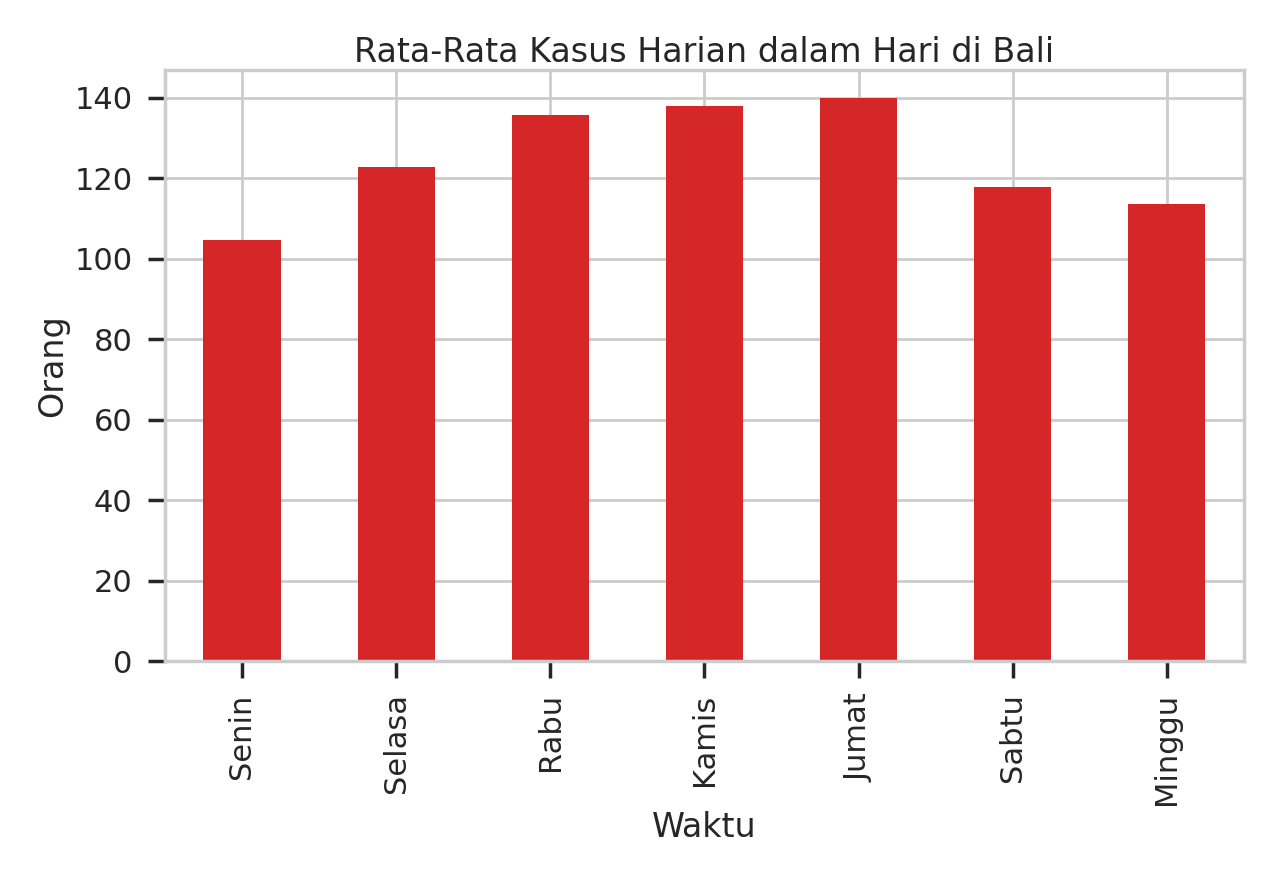 Rata-Rata Kasus Harian dalam Hari di Bali
140
120
100
80
60
40
20
0
Orang
Senin
Selasa
Rabu
Kamis
Jumat
Sabtu
Minggu
Waktu